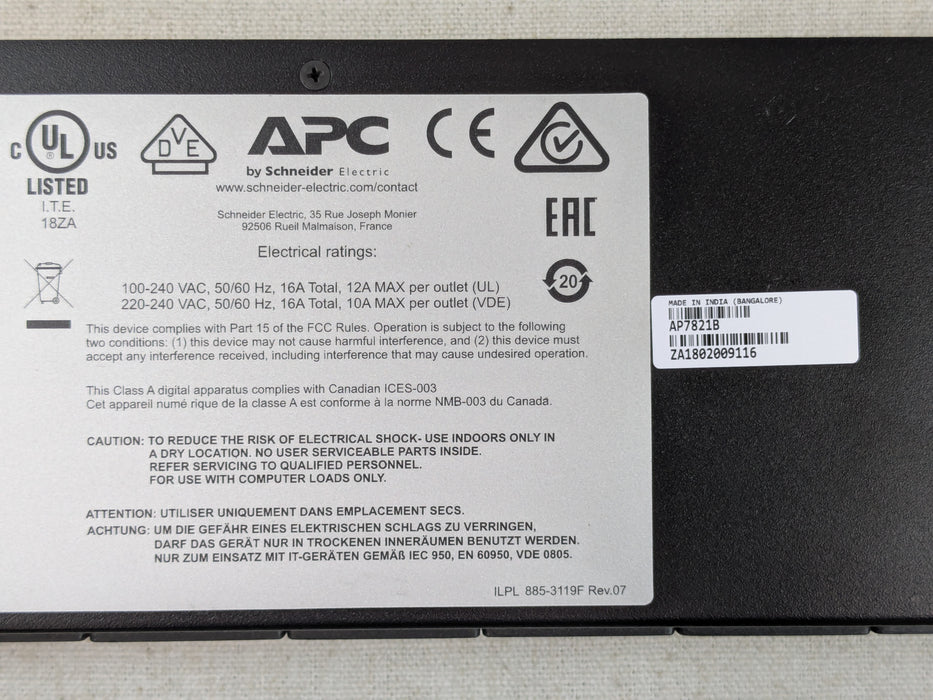 C UL US
®
LISTED
I.T.E.
18ZA
DVE
APC
by Schneider Electric
www.schneider-electric.com/contact
CE
EAC
20
Schneider Electric, 35 Rue Joseph Monier
92506 Rueil Malmaison, France
Electrical ratings:
100-240 VAC, 50/60 Hz, 16A Total, 12A MAX per outlet (UL)
220-240 VAC, 50/60 Hz, 16A Total, 10A MAX per outlet (VDE)
This device complies with Part 15 of the FCC Rules. Operation is subject to the following
two conditions: (1) this device may not cause harmful interference, and (2) this device must
accept any interference received, including interference that may cause undesired operation.
This Class A digital apparatus complies with Canadian ICES-003
Cet appareil numé rique de la classe A est conforme à la norme NMB-003 du Canada.
CAUTION: TO REDUCE THE RISK OF ELECTRICAL SHOCK- USE INDOORS ONLY IN
A DRY LOCATION. NO USER SERVICEABLE PARTS INSIDE.
REFER SERVICING TO QUALIFIED PERSONNEL.
FOR USE WITH COMPUTER LOADS ONLY.
ATTENTION: UTILISER UNIQUEMENT DANS EMPLACEMENT SECS.
ACHTUNG: UM DIE GEFÄHR EINES ELEKTRISCHEN SCHLAGS ZU VERRINGEN,
DARF DAS GERÄT NUR IN TROCKENEN INNERÄUMEN BENUTZT WERDEN.
NUR ZUM EINSATZ MIT IT-GERÄTEN GEMÄß IEC 950, EN 60950, VDE 0805.
ILPL 885-3119F Rev.07
MADE IN INDIA (BANGALORE)
AP7821B
ZA1802009116